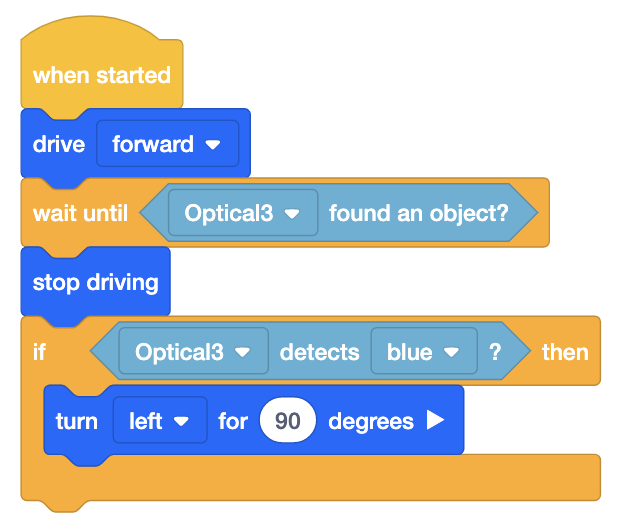 when started
drive forward
wait until Optical3 found an object?
stop driving
if Optical3 detects blue ? then
turn left for 90 degrees